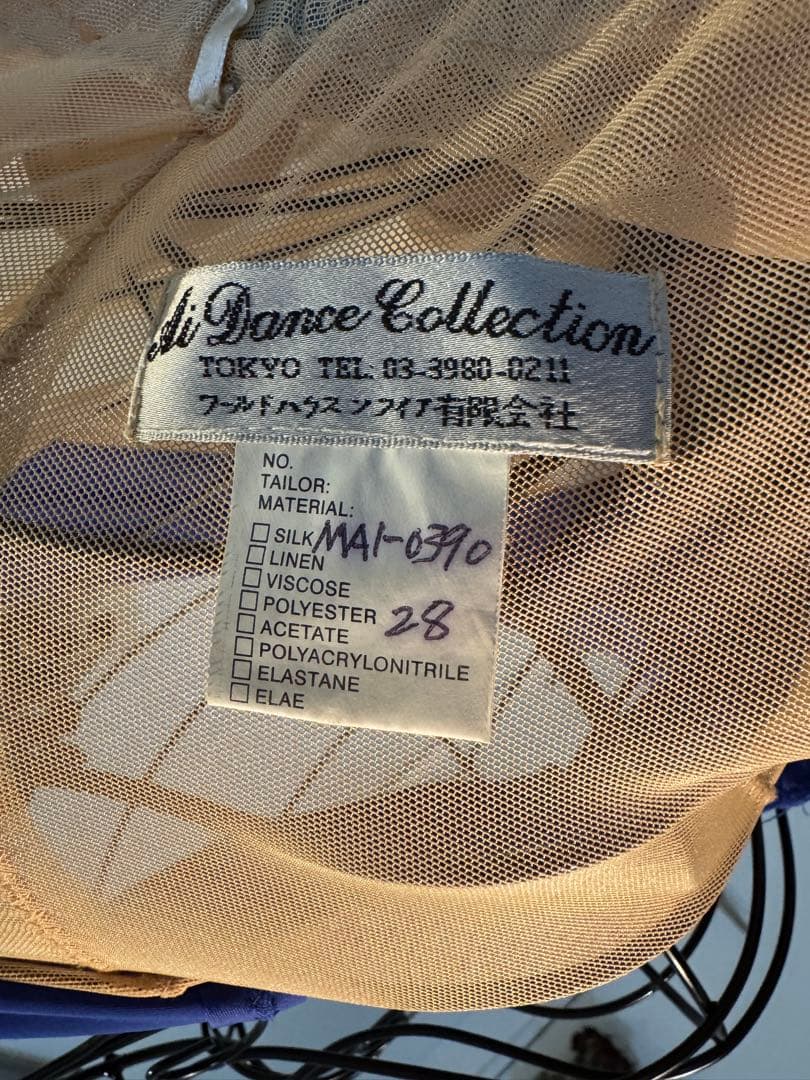 Ai Dance Collection
TOKYO TEL: 03-3980-0211
ワールドハウスソフィア有限会社
NO.
TAILOR:
MATERIAL:
☐ SILK MA1-0390
☐ LINEN
☐ VISCOSE
☐ POLYESTER 28
☐ ACETATE
☐ POLYACRYLONITRILE
☐ ELASTANE
☐ ELAE